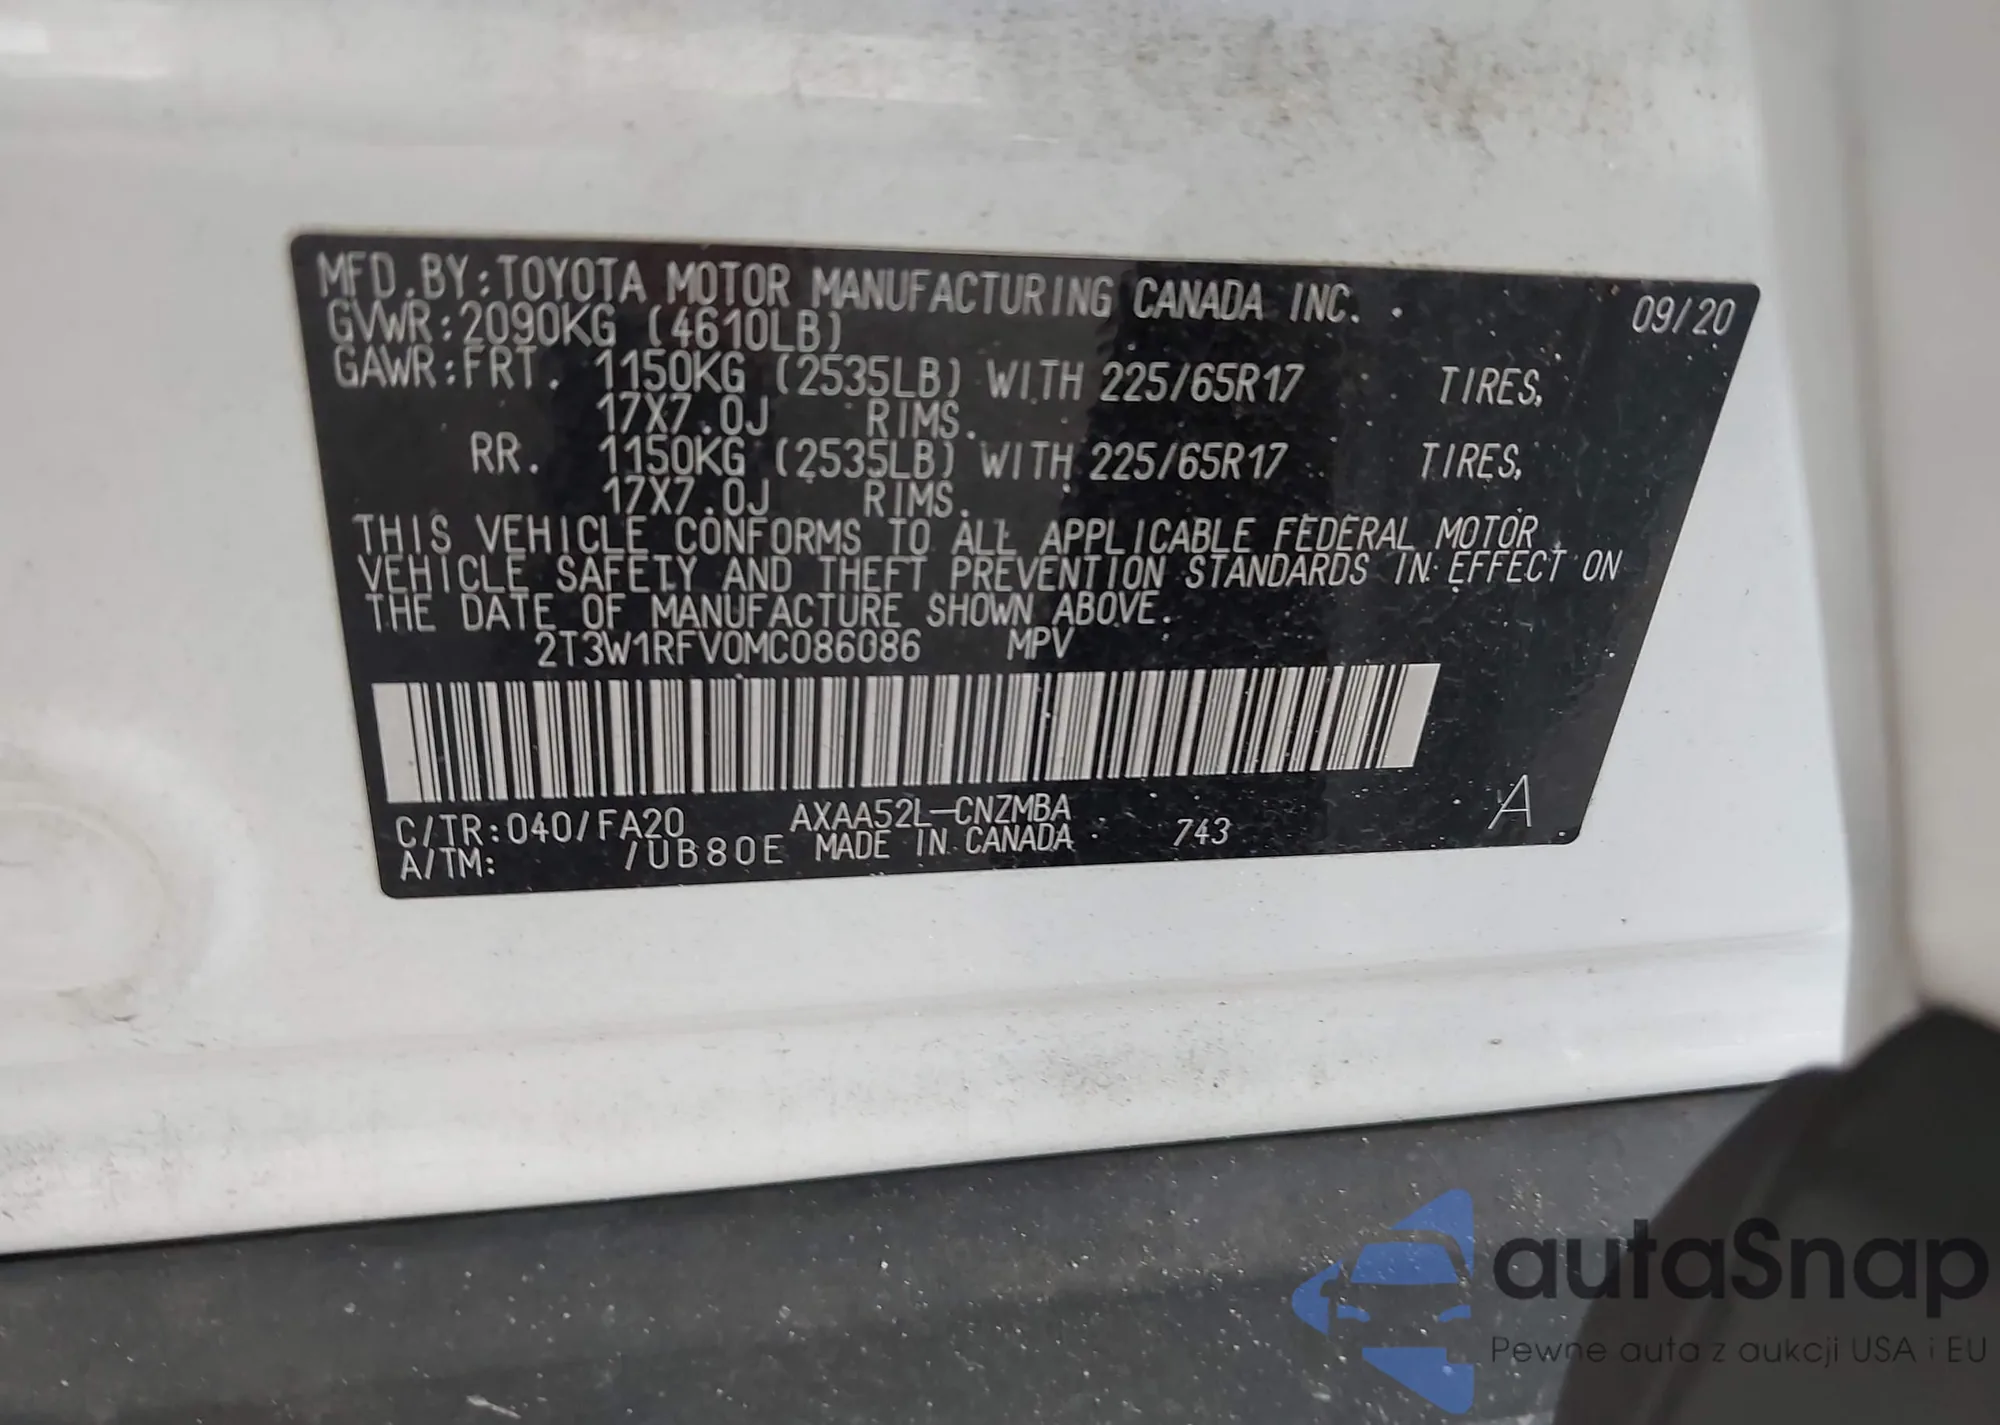 MFD.BY:TOYOTA MOTOR MANUFACTURING CANADA INC. 09/20
GVWR:2090KG (4610LB)
GAWR:FRT. 1150KG (2535LB) WITH 225/65R17 TIRES,
17X7.0J RIMS.
RR. 1150KG (2535LB) WITH 225/65R17 TIRES,
17X7.0J RIMS.
THIS VEHICLE CONFORMS TO ALL APPLICABLE FEDERAL MOTOR
VEHICLE SAFETY AND THEFT PREVENTION STANDARDS IN EFFECT ON
THE DATE OF MANUFACTURE SHOWN ABOVE.
2T3W1RFV0MC086086 MPV
C/TR:040/FA20 AXAA52L-CNZMBA
A/TM: /UB80E MADE IN CANADA 743 A
autaSnap
Pewne auta z aukcji USA i EU